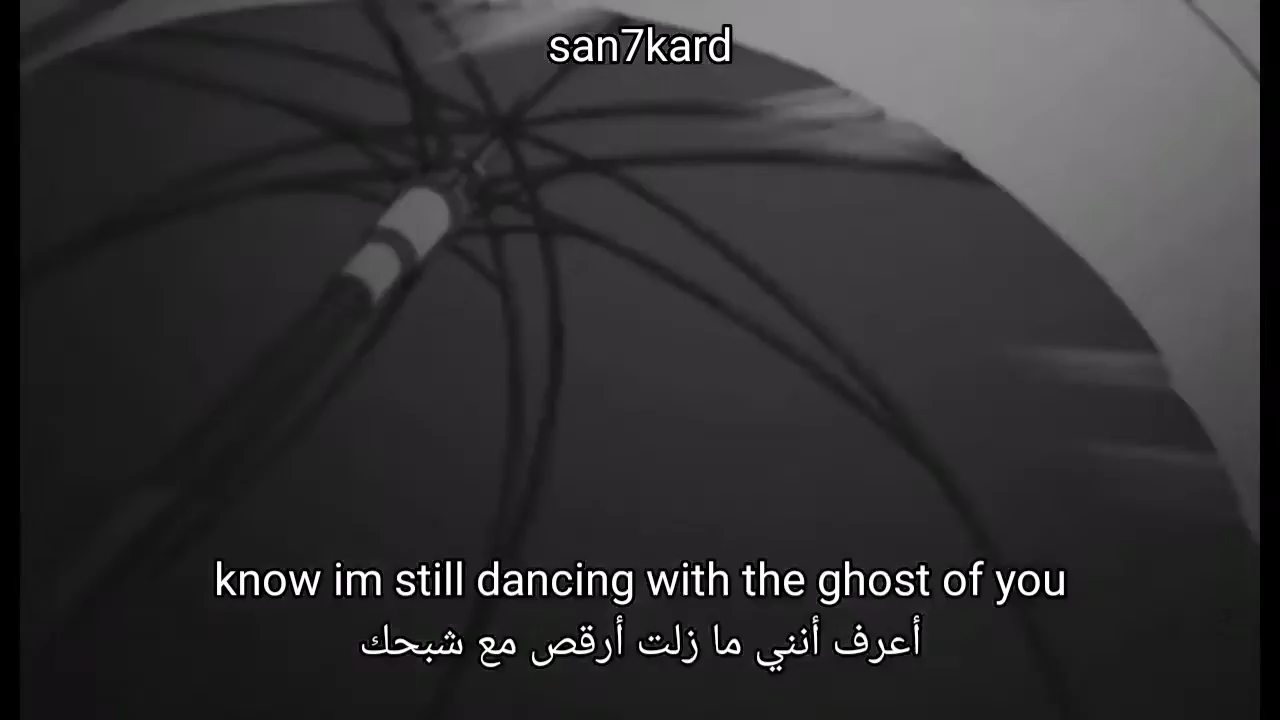 san7kard
know im still dancing with the ghost of you
أعرف أنني ما زلت أرقص مع شبحك